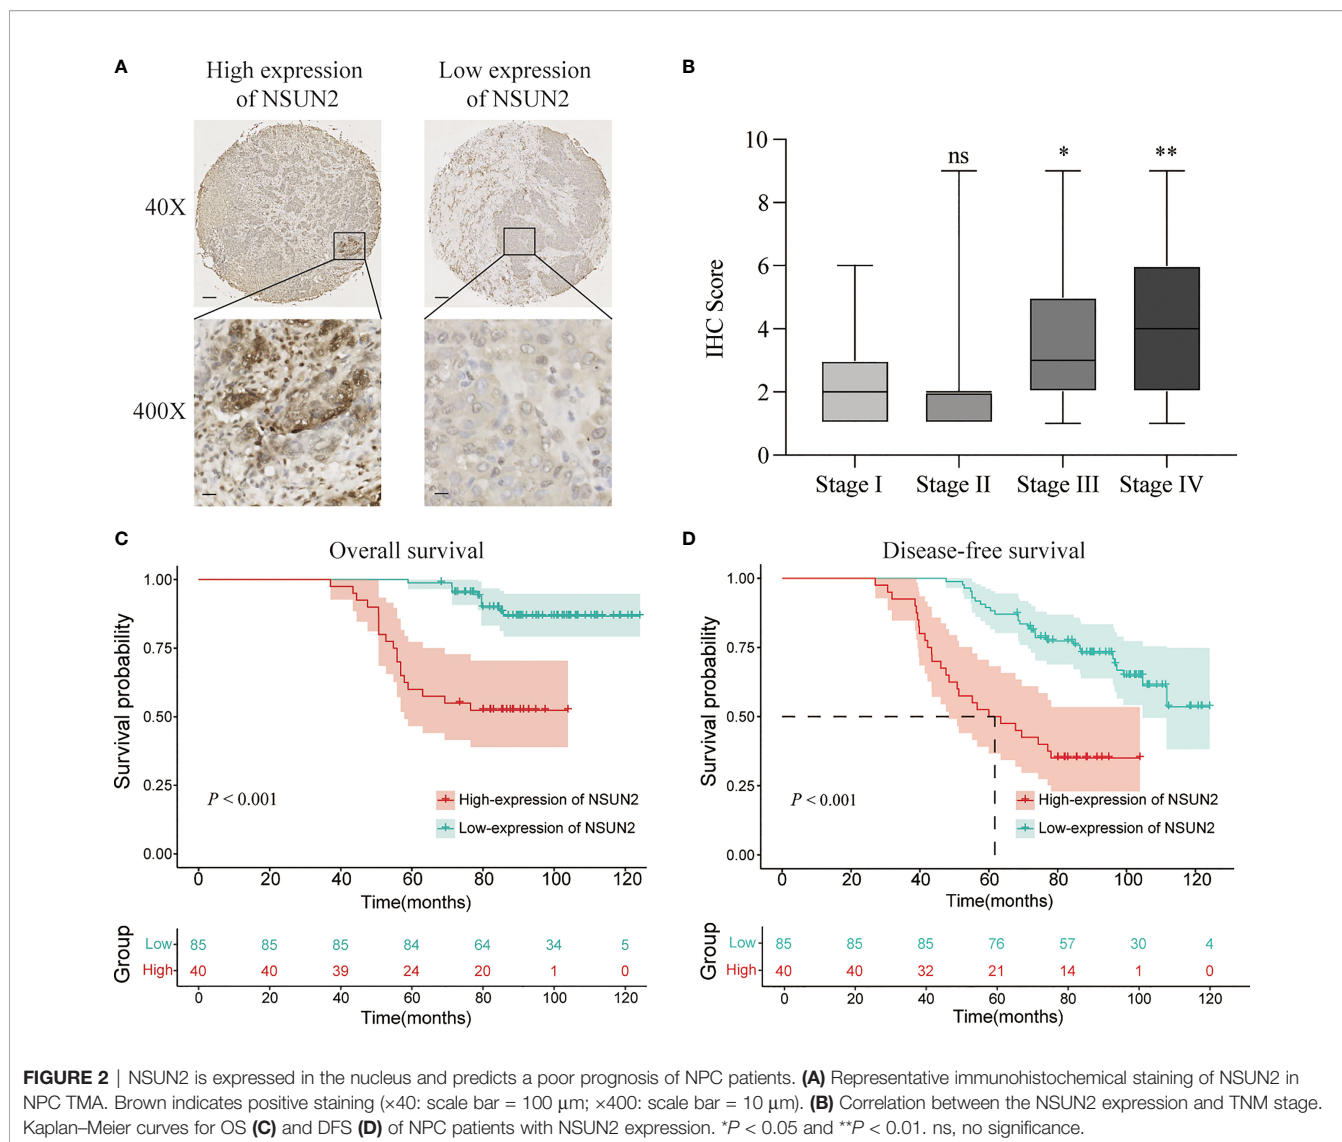 A
High expression
of NSUN2
Low expression
of NSUN2
40X
400X
B
IHC Score
10
8
6
4
2
0
ns
*
**
Stage I
Stage II
Stage III
Stage IV
C
Overall survival
Survival probability
1.00
0.75
0.50
0.25
0.00
P < 0.001
High-expression of NSUN2
Low-expression of NSUN2
0 20 40 60 80 100 120
Time(months)
Group
Low 85 85 85 84 64 34 5
High 40 40 39 24 20 1 0
0 20 40 60 80 100 120
Time(months)
D
Disease-free survival
Survival probability
1.00
0.75
0.50
0.25
0.00
P < 0.001
High-expression of NSUN2
Low-expression of NSUN2
0 20 40 60 80 100 120
Time(months)
Group
Low 85 85 85 76 57 30 4
High 40 40 32 21 14 1 0
0 20 40 60 80 100 120
Time(months)
FIGURE 2 | NSUN2 is expressed in the nucleus and predicts a poor prognosis of NPC patients. (A) Representative immunohistochemical staining of NSUN2 in
NPC TMA. Brown indicates positive staining (×40: scale bar = 100 μm; ×400: scale bar = 10 μm). (B) Correlation between the NSUN2 expression and TNM stage.
Kaplan–Meier curves for OS (C) and DFS (D) of NPC patients with NSUN2 expression. *P < 0.05 and **P < 0.01. ns, no significance.